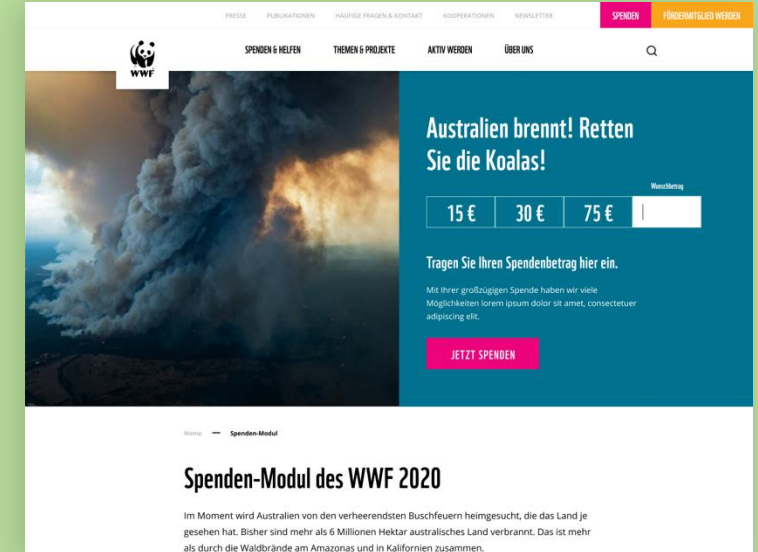 PRESSE PUBLIKATIONEN HÄUFIGE FRAGEN & KONTAKT KOOPERATIONEN NEWSLETTER SPENDEN FÖRDERMITGLIED WERDEN
WWF SPENDEN & HELFEN THEMEN & PROJEKTE AKTIV WERDEN ÜBER UNS
Australien brennt! Retten
Sie die Koalas!
Wunschbetrag
15 € 30 € 75 €
Tragen Sie Ihren Spendenbetrag hier ein.
Mit Ihrer großzügigen Spende haben wir viele
Möglichkeiten lorem ipsum dolor sit amet, consectetuer
adipiscing elit.
JETZT SPENDEN
Home — Spenden-Modul
Spenden-Modul des WWF 2020
Im Moment wird Australien von den verheerendsten Buschfeuern heimgesucht, die das Land je
gesehen hat. Bisher sind mehr als 6 Millionen Hektar australisches Land verbrannt. Das ist mehr
als durch die Waldbrände am Amazonas und in Kalifornien zusammen.